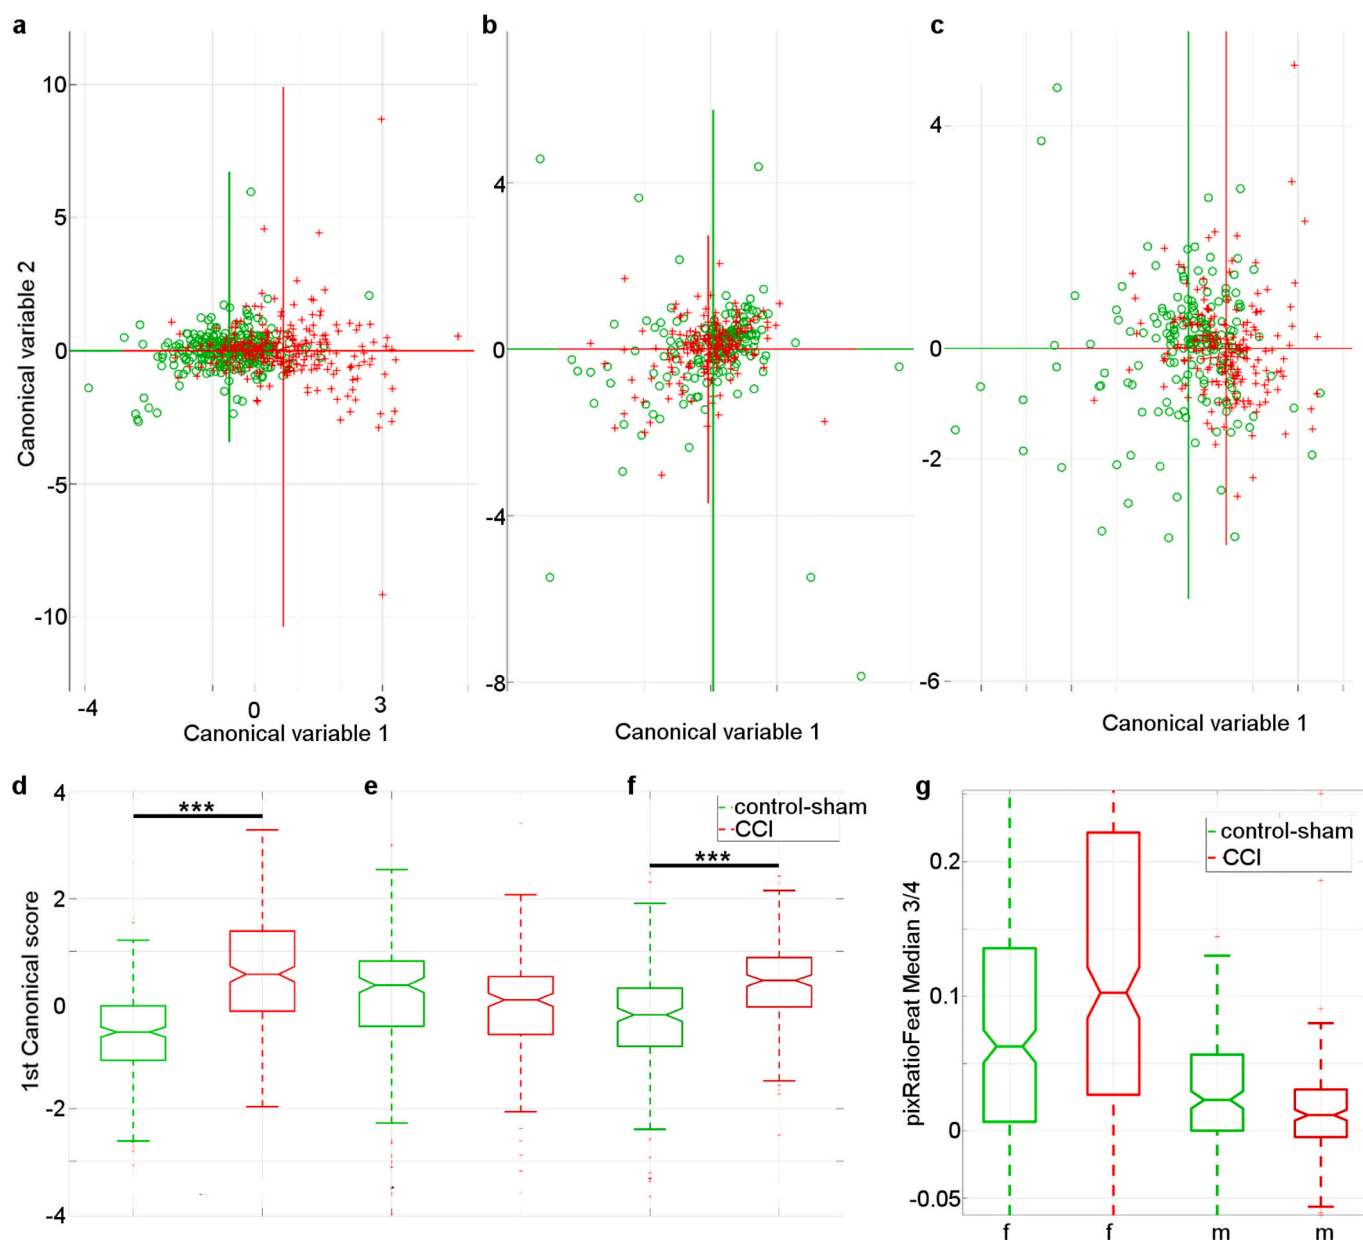 a
b
c
10
5
0
-5
-10
Canonical variable 2
-4
0
3
Canonical variable 1
4
0
-4
-8
Canonical variable 1
4
0
-2
-6
Canonical variable 1
d
e
f
g
4
2
0
-2
-4
1st Canonical score
***
***
control-sham
CCI
pixRatioFeat Median 3/4
0.2
0.1
0
-0.05
control-sham
CCI
f
f
m
m